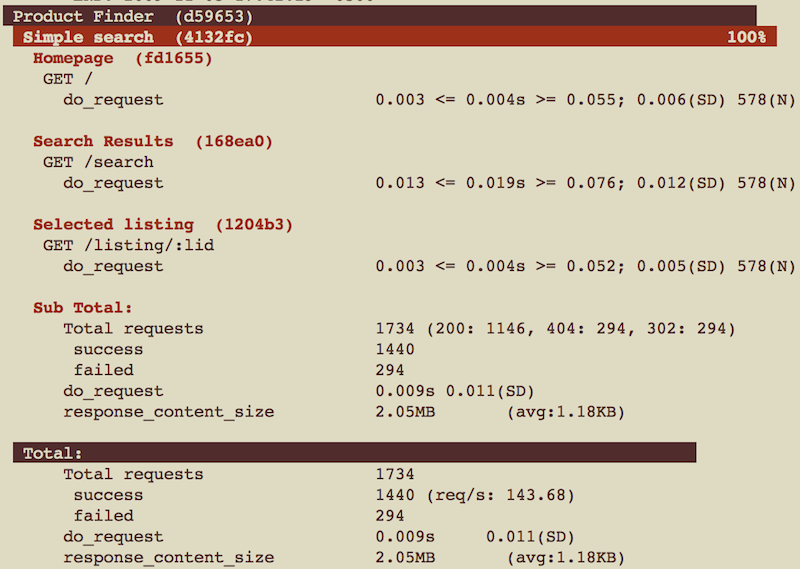 Product Finder (d59653)
Simple search (4132fc) 100%
Homepage (fd1655)
GET /
do_request 0.003 <= 0.004s >= 0.055; 0.006(SD) 578(N)
Search Results (168ea0)
GET /search
do_request 0.013 <= 0.019s >= 0.076; 0.012(SD) 578(N)
Selected listing (1204b3)
GET /listing/:lid
do_request 0.003 <= 0.004s >= 0.052; 0.005(SD) 578(N)
Sub Total:
Total requests 1734 (200: 1146, 404: 294, 302: 294)
success 1440
failed 294
do_request 0.009s 0.011(SD)
response_content_size 2.05MB (avg:1.18KB)
Total:
Total requests 1734
success 1440 (req/s: 143.68)
failed 294
do_request 0.009s 0.011(SD)
response_content_size 2.05MB (avg:1.18KB)